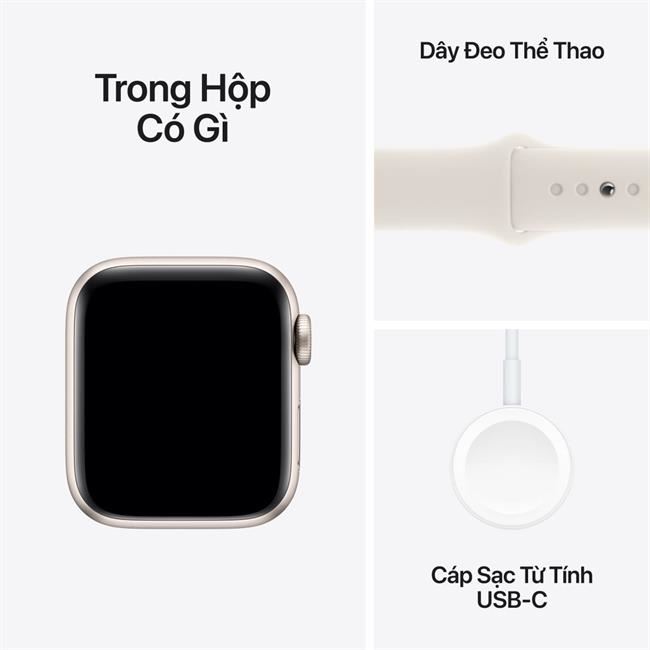 Trong Hộp
Có Gì
Dây Đeo Thể Thao
Cáp Sạc Từ Tính
USB-C